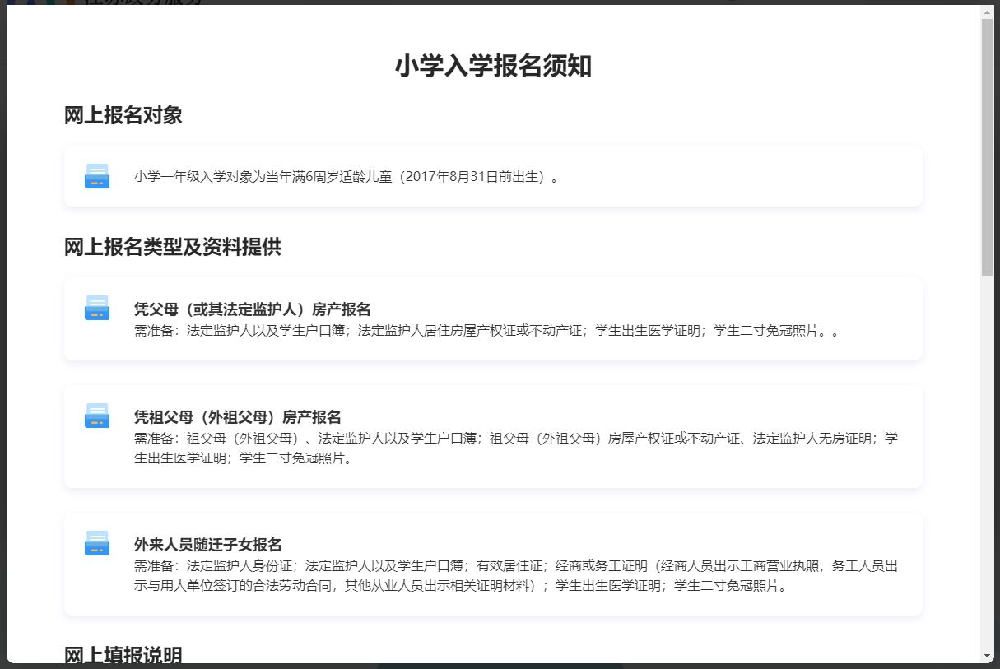 江苏政务服务
小学入学报名须知
网上报名对象
小学一年级入学对象为当年满6周岁适龄儿童（2017年8月31日前出生）。
网上报名类型及资料提供
凭父母（或其法定监护人）房产报名
需准备：法定监护人以及学生户口簿；法定监护人居住房屋产权证或不动产证；学生出生医学证明；学生二寸免冠照片。。
凭祖父母（外祖父母）房产报名
需准备：祖父母（外祖父母）、法定监护人以及学生户口簿；祖父母（外祖父母）房屋产权证或不动产证、法定监护人无房证明；学
生出生医学证明；学生二寸免冠照片。
外来人员随迁子女报名
需准备：法定监护人身份证；法定监护人以及学生户口簿；有效居住证；经商或务工证明（经商人员出示工商营业执照，务工人员出
示与用人单位签订的合法劳动合同，其他从业人员出示相关证明材料）；学生出生医学证明；学生二寸免冠照片。
网上填报说明